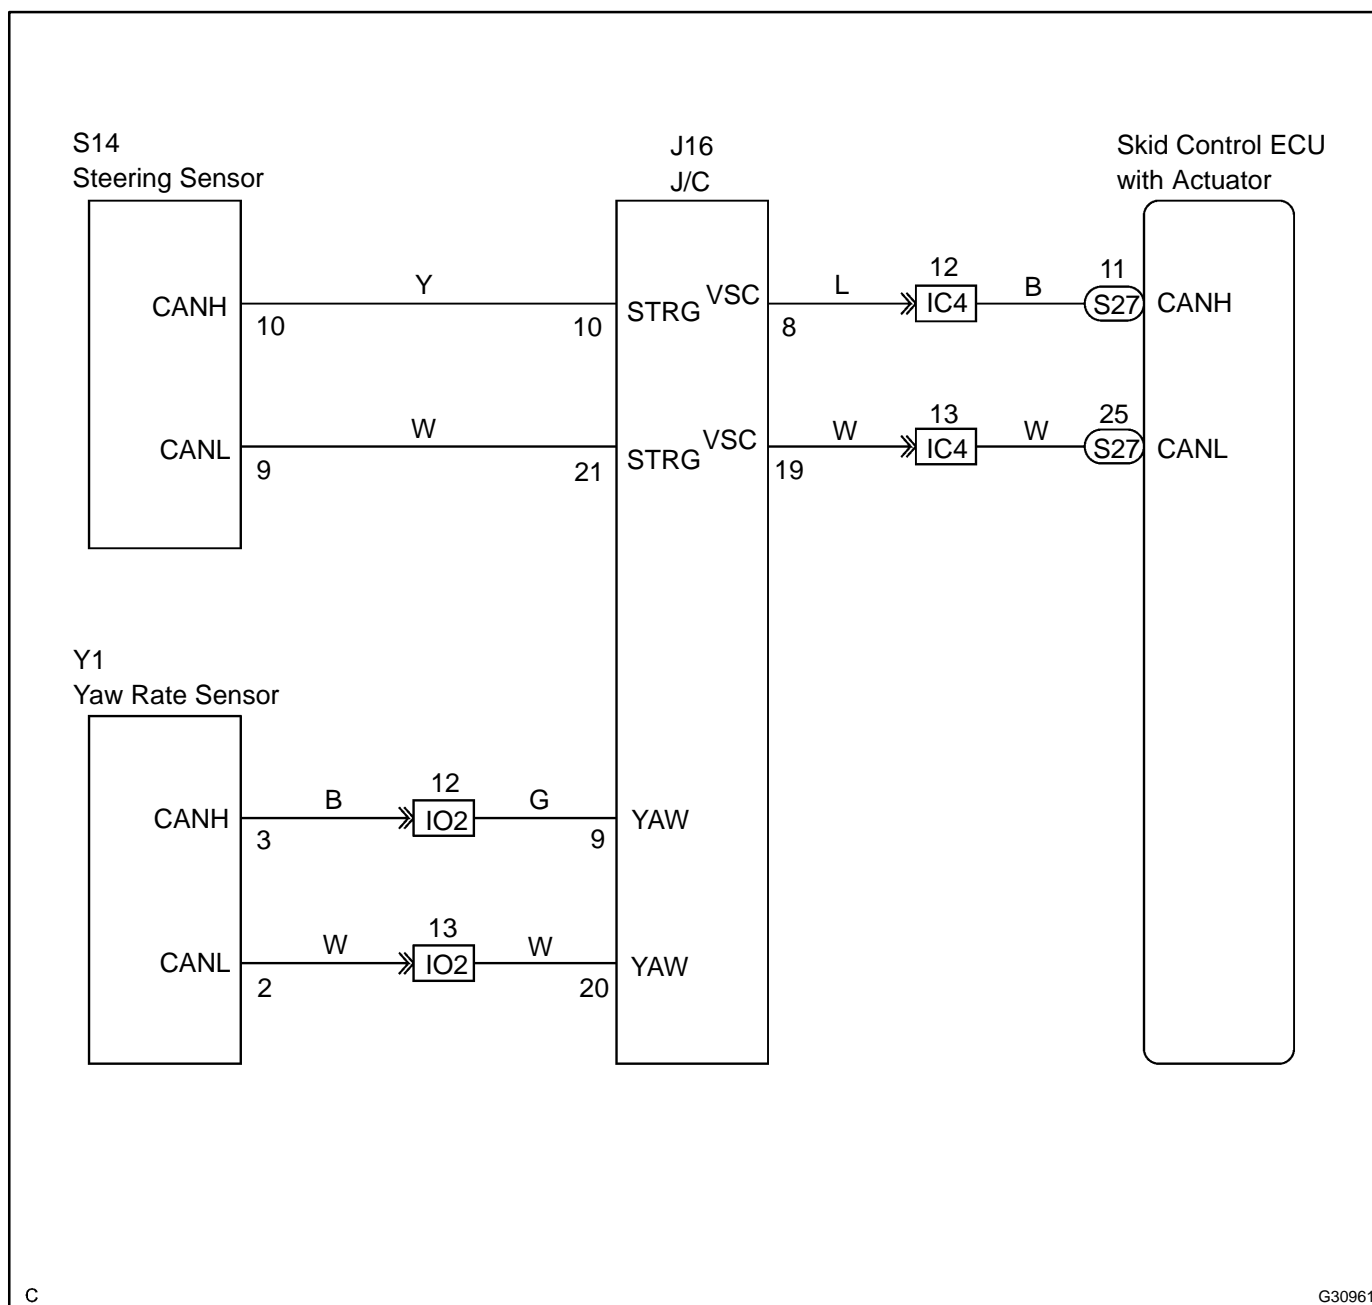 S14
Steering Sensor
J16
J/C
Skid Control ECU
with Actuator
CANH
10
Y
10
STRG
VSC
8
L
12
IC4
B
11
S27
CANH
CANL
9
W
21
STRG
VSC
19
W
13
IC4
W
25
S27
CANL
Y1
Yaw Rate Sensor
CANH
3
B
12
IO2
G
9
YAW
CANL
2
W
13
IO2
W
20
YAW
C
G30961